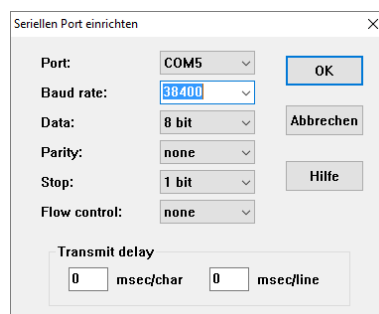 Seriellen Port einrichten
Port: COM5 OK
Baud rate: 38400
Data: 8 bit Abbrechen
Parity: none
Stop: 1 bit Hilfe
Flow control: none
Transmit delay
0 msec/char 0 msec/line